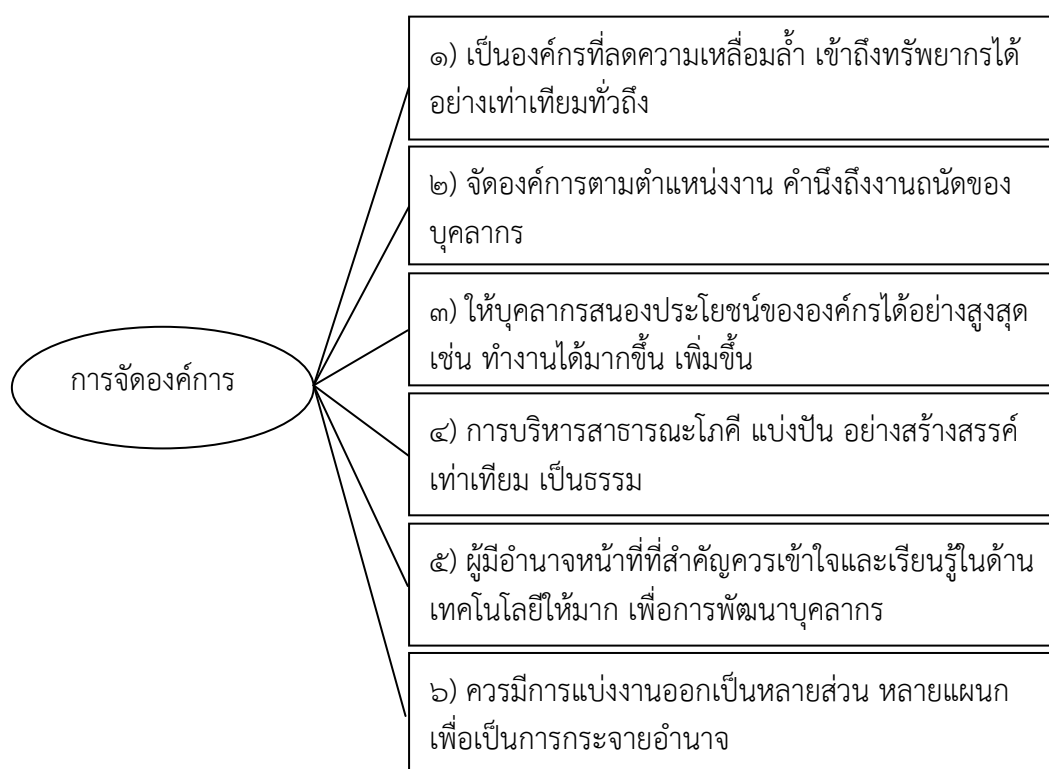 ๑) เป็นองค์กรที่ลดความเหลื่อมล้ำ เข้าถึงทรัพยากรได้
อย่างเท่าเทียมทั่วถึง
๒) จัดองค์การตามตำแหน่งงาน คำนึงถึงงานถนัดของ
บุคลากร
๓) ให้บุคลากรสนองประโยชน์ขององค์กรได้อย่างสูงสุด
เช่น ทำงานได้มากขึ้น เพิ่มขึ้น
การจัดองค์การ
๔) การบริหารสาธารณะโภคี แบ่งปัน อย่างสร้างสรรค์
เท่าเทียม เป็นธรรม
๕) ผู้มีอำนาจหน้าที่ที่สำคัญควรเข้าใจและเรียนรู้ในด้าน
เทคโนโลยีให้มาก เพื่อการพัฒนาบุคลากร
๖) ควรมีการแบ่งงานออกเป็นหลายส่วน หลายแผนก
เพื่อเป็นการกระจายอำนาจ